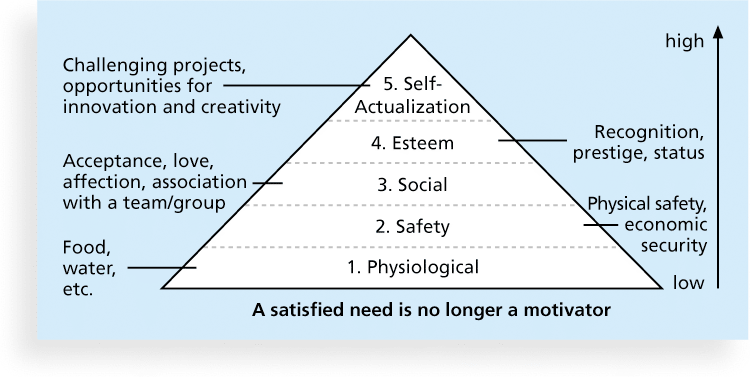 high
Challenging projects,
opportunities for
innovation and creativity
5. Self-
Actualization
4. Esteem
Recognition,
prestige, status
Acceptance, love,
affection, association
with a team/group
3. Social
2. Safety
Physical safety,
economic
security
Food,
water,
etc.
1. Physiological
low
A satisfied need is no longer a motivator